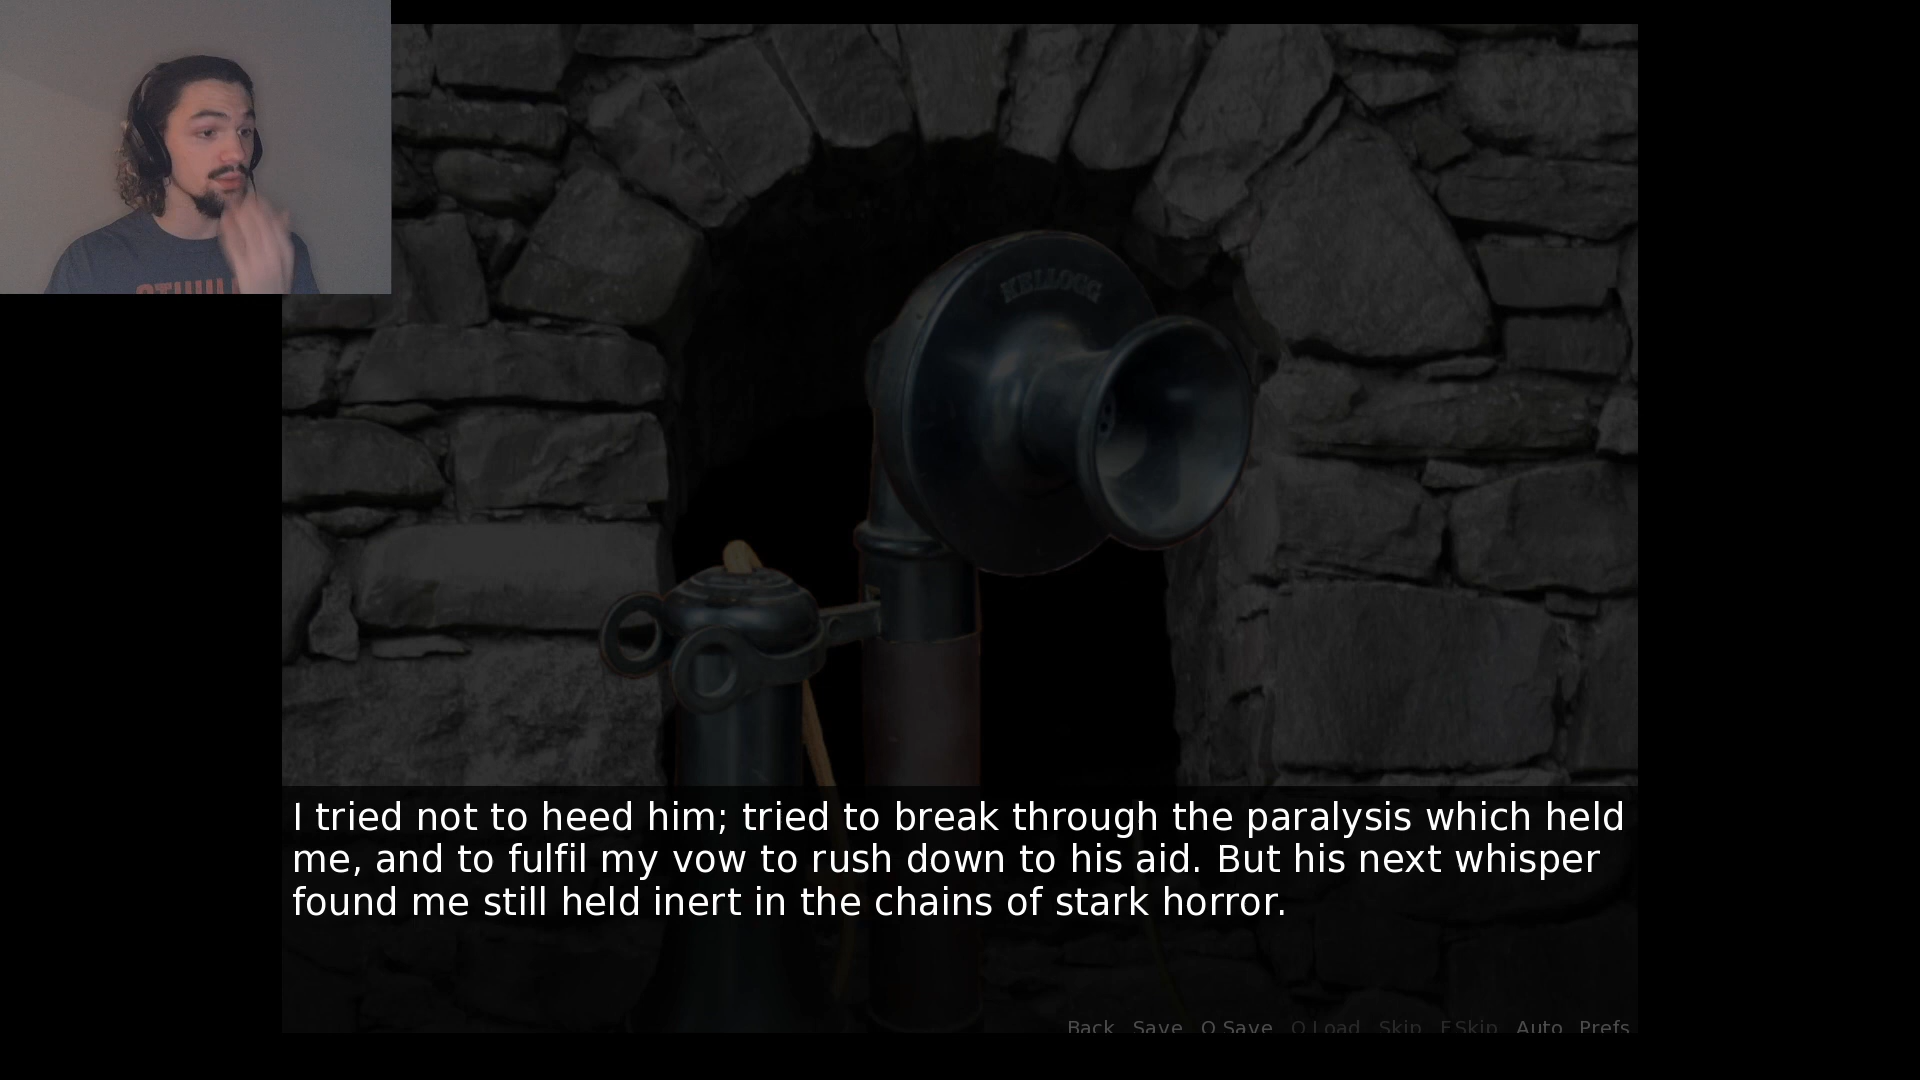 KELLOGG
I tried not to heed him; tried to break through the paralysis which held
me, and to fulfil my vow to rush down to his aid. But his next whisper
found me still held inert in the chains of stark horror.
Back Save Q.Save Q.Load Skip F.Skip Auto Prefs